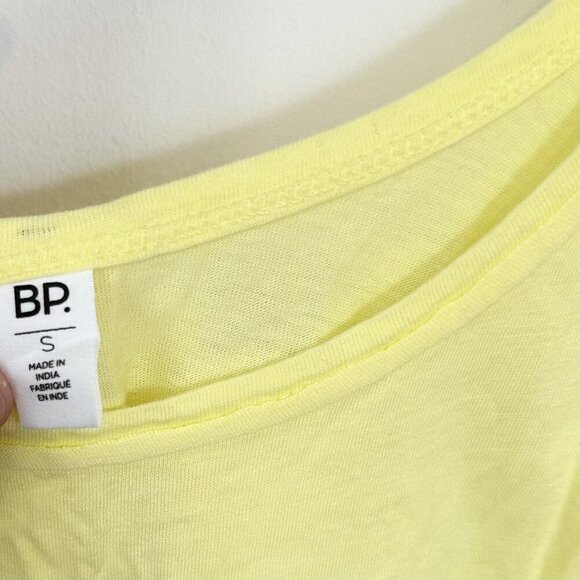 BP.
S
MADE IN
INDIA
FABRIQUÉ
EN INDE